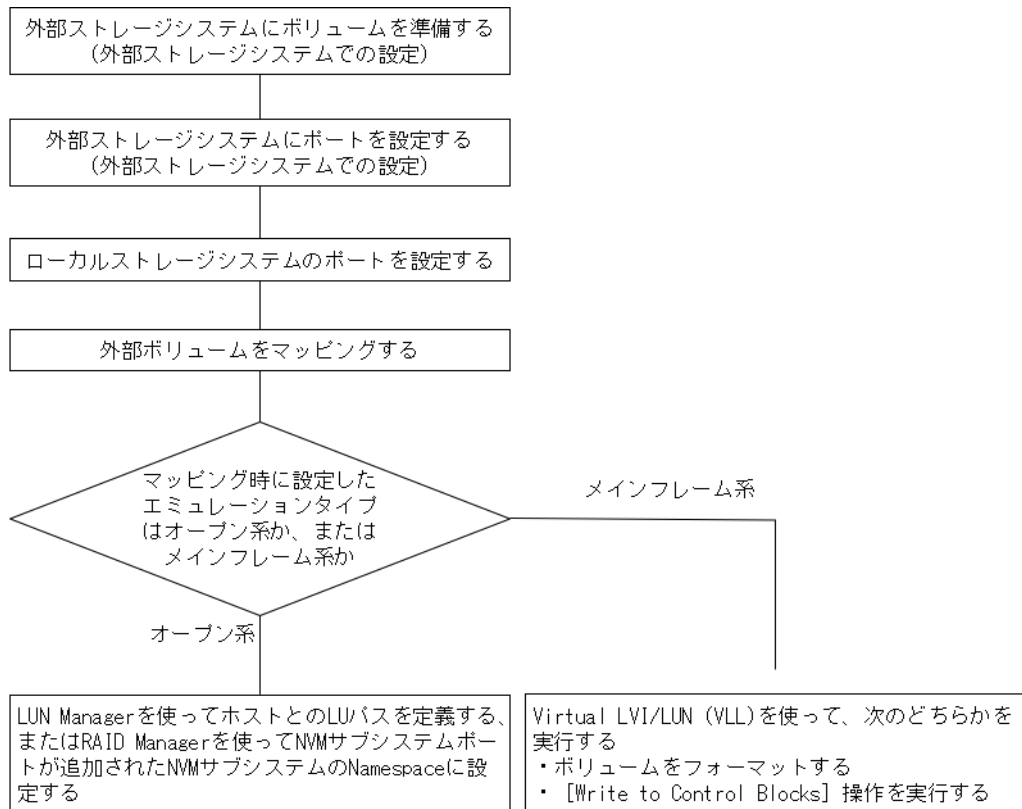 外部ストレージシステムにボリュームを準備する
(外部ストレージシステムでの設定)
外部ストレージシステムにポートを設定する
(外部ストレージシステムでの設定)
ローカルストレージシステムのポートを設定する
外部ボリュームをマッピングする
マッピング時に設定した
エミュレーションタイプ
はオープン系か、または
メインフレーム系か
メインフレーム系
オープン系
LUN Managerを使ってホストとのLUパスを定義する、
またはRAID Managerを使ってNVMサブシステムポー
トが追加されたNVMサブシステムのNamespaceに設
定する
Virtual LVI/LUN (VLL)を使って、次のどちらかを
実行する
・ボリュームをフォーマットする
・[Write to Control Blocks] 操作を実行する